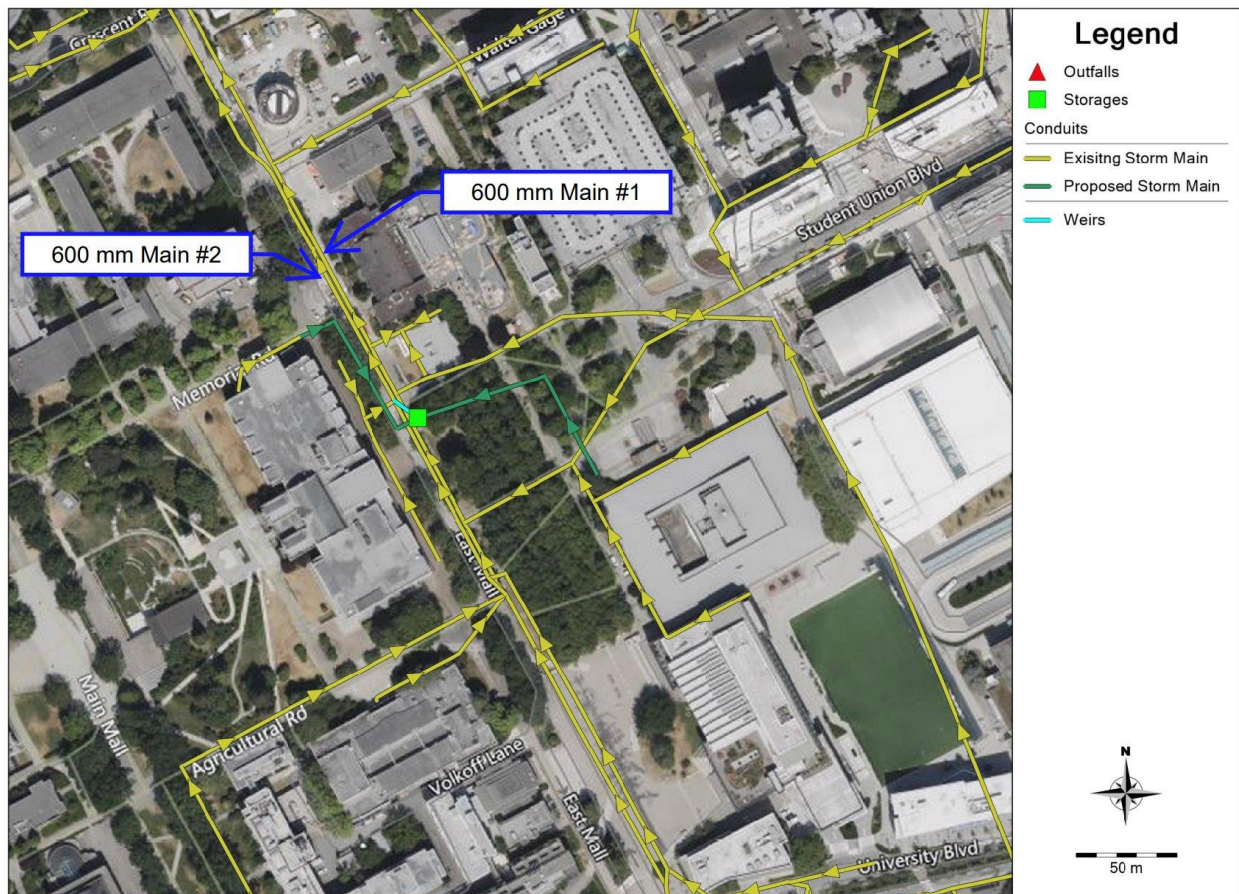 Crescent R
Walter Gage R
600 mm Main #1
600 mm Main #2
Student Union Blvd
Memorial Rd
East Mall
Main Mall
Agricultural Rd
Volkoff Lane
East Mall
University Blvd
Legend
Outfalls
Storages
Conduits
Exisitng Storm Main
Proposed Storm Main
Weirs
N
50 m